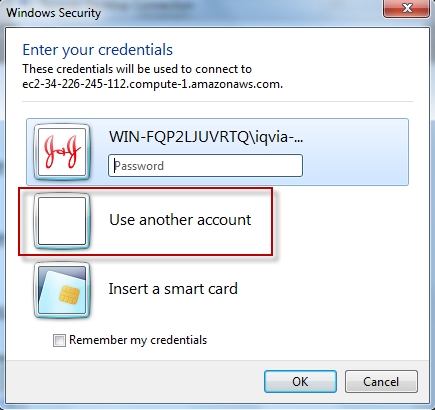 Windows Security
Enter your credentials
These credentials will be used to connect to
ec2-34-226-245-112.compute-1.amazonaws.com.
J&J
WIN-FQP2LJUVRTQ\iqvia-...
Password
Use another account
Insert a smart card
Remember my credentials
OK
Cancel